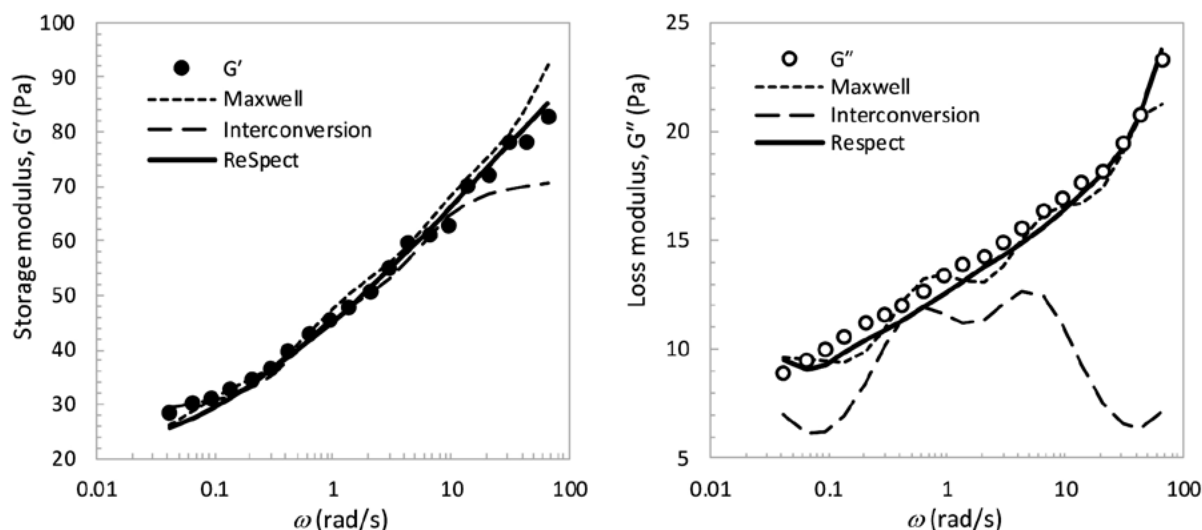 Storage modulus, G′ (Pa)
100
90
80
70
60
50
40
30
20
G′
Maxwell
Interconversion
ReSpect
0.01
0.1
1
10
100
ω (rad/s)
Loss modulus, G″ (Pa)
25
20
15
10
5
G″
Maxwell
Interconversion
Respect
0.01
0.1
1
10
100
ω (rad/s)